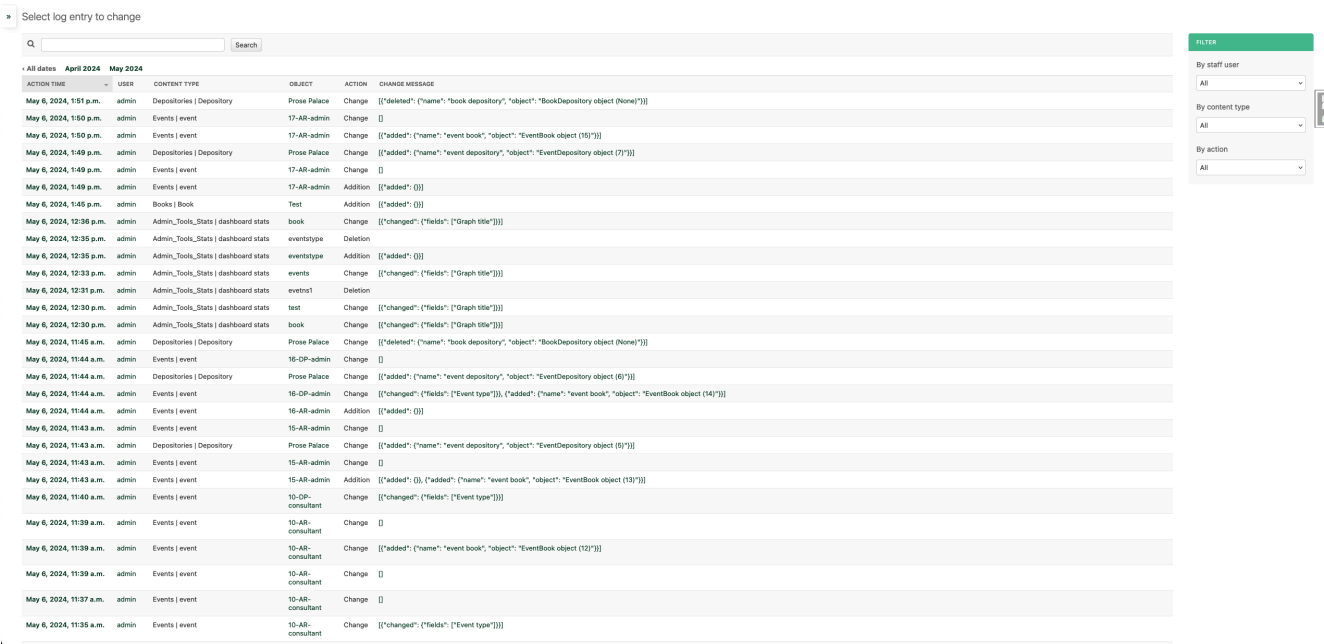 »
Select log entry to change
Search
‹ All dates April 2024 May 2024
ACTION TIME USER CONTENT TYPE OBJECT ACTION CHANGE MESSAGE
May 6, 2024, 1:51 p.m. admin Depositories | Depository Prose Palace Change [{"deleted": {"name": "book depository", "object": "BookDepository object (None)"}}]
May 6, 2024, 1:50 p.m. admin Events | event 17-AR-admin Change []
May 6, 2024, 1:50 p.m. admin Events | event 17-AR-admin Change [{"added": {"name": "event book", "object": "EventBook object (15)"}}]
May 6, 2024, 1:49 p.m. admin Depositories | Depository Prose Palace Change [{"added": {"name": "event depository", "object": "EventDepository object (7)"}}]
May 6, 2024, 1:49 p.m. admin Events | event 17-AR-admin Change []
May 6, 2024, 1:49 p.m. admin Events | event 17-AR-admin Addition [{"added": {}}]
May 6, 2024, 1:45 p.m. admin Books | Book Test Addition [{"added": {}}]
May 6, 2024, 12:36 p.m. admin Admin_Tools_Stats | dashboard stats book Change [{"changed": {"fields": ["Graph title"]}}]
May 6, 2024, 12:35 p.m. admin Admin_Tools_Stats | dashboard stats eventstype Deletion
May 6, 2024, 12:35 p.m. admin Admin_Tools_Stats | dashboard stats eventstype Addition [{"added": {}}]
May 6, 2024, 12:33 p.m. admin Admin_Tools_Stats | dashboard stats events Change [{"changed": {"fields": ["Graph title"]}}]
May 6, 2024, 12:31 p.m. admin Admin_Tools_Stats | dashboard stats evetns1 Deletion
May 6, 2024, 12:30 p.m. admin Admin_Tools_Stats | dashboard stats test Change [{"changed": {"fields": ["Graph title"]}}]
May 6, 2024, 12:30 p.m. admin Admin_Tools_Stats | dashboard stats book Change [{"changed": {"fields": ["Graph title"]}}]
May 6, 2024, 11:45 a.m. admin Depositories | Depository Prose Palace Change [{"deleted": {"name": "book depository", "object": "BookDepository object (None)"}}]
May 6, 2024, 11:44 a.m. admin Events | event 16-DP-admin Change []
May 6, 2024, 11:44 a.m. admin Depositories | Depository Prose Palace Change [{"added": {"name": "event depository", "object": "EventDepository object (6)"}}]
May 6, 2024, 11:44 a.m. admin Events | event 16-DP-admin Change [{"changed": {"fields": ["Event type"]}}, {"added": {"name": "event book", "object": "EventBook object (14)"}}]
May 6, 2024, 11:44 a.m. admin Events | event 16-AR-admin Addition [{"added": {}}]
May 6, 2024, 11:43 a.m. admin Events | event 15-AR-admin Change []
May 6, 2024, 11:43 a.m. admin Depositories | Depository Prose Palace Change [{"added": {"name": "event depository", "object": "EventDepository object (5)"}}]
May 6, 2024, 11:43 a.m. admin Events | event 15-AR-admin Change []
May 6, 2024, 11:43 a.m. admin Events | event 15-AR-admin Addition [{"added": {}}, {"added": {"name": "event book", "object": "EventBook object (13)"}}]
May 6, 2024, 11:40 a.m. admin Events | event 10-DP- Change [{"changed": {"fields": ["Event type"]}}]
consultant
May 6, 2024, 11:39 a.m. admin Events | event 10-AR- Change []
consultant
May 6, 2024, 11:39 a.m. admin Events | event 10-AR- Change [{"added": {"name": "event book", "object": "EventBook object (12)"}}]
consultant
May 6, 2024, 11:39 a.m. admin Events | event 10-AR- Change []
consultant
May 6, 2024, 11:37 a.m. admin Events | event 10-AR- Change []
consultant
May 6, 2024, 11:35 a.m. admin Events | event 10-AR- Change [{"changed": {"fields": ["Event type"]}}]
consultant
FILTER
By staff user
All
By content type
All
By action
All